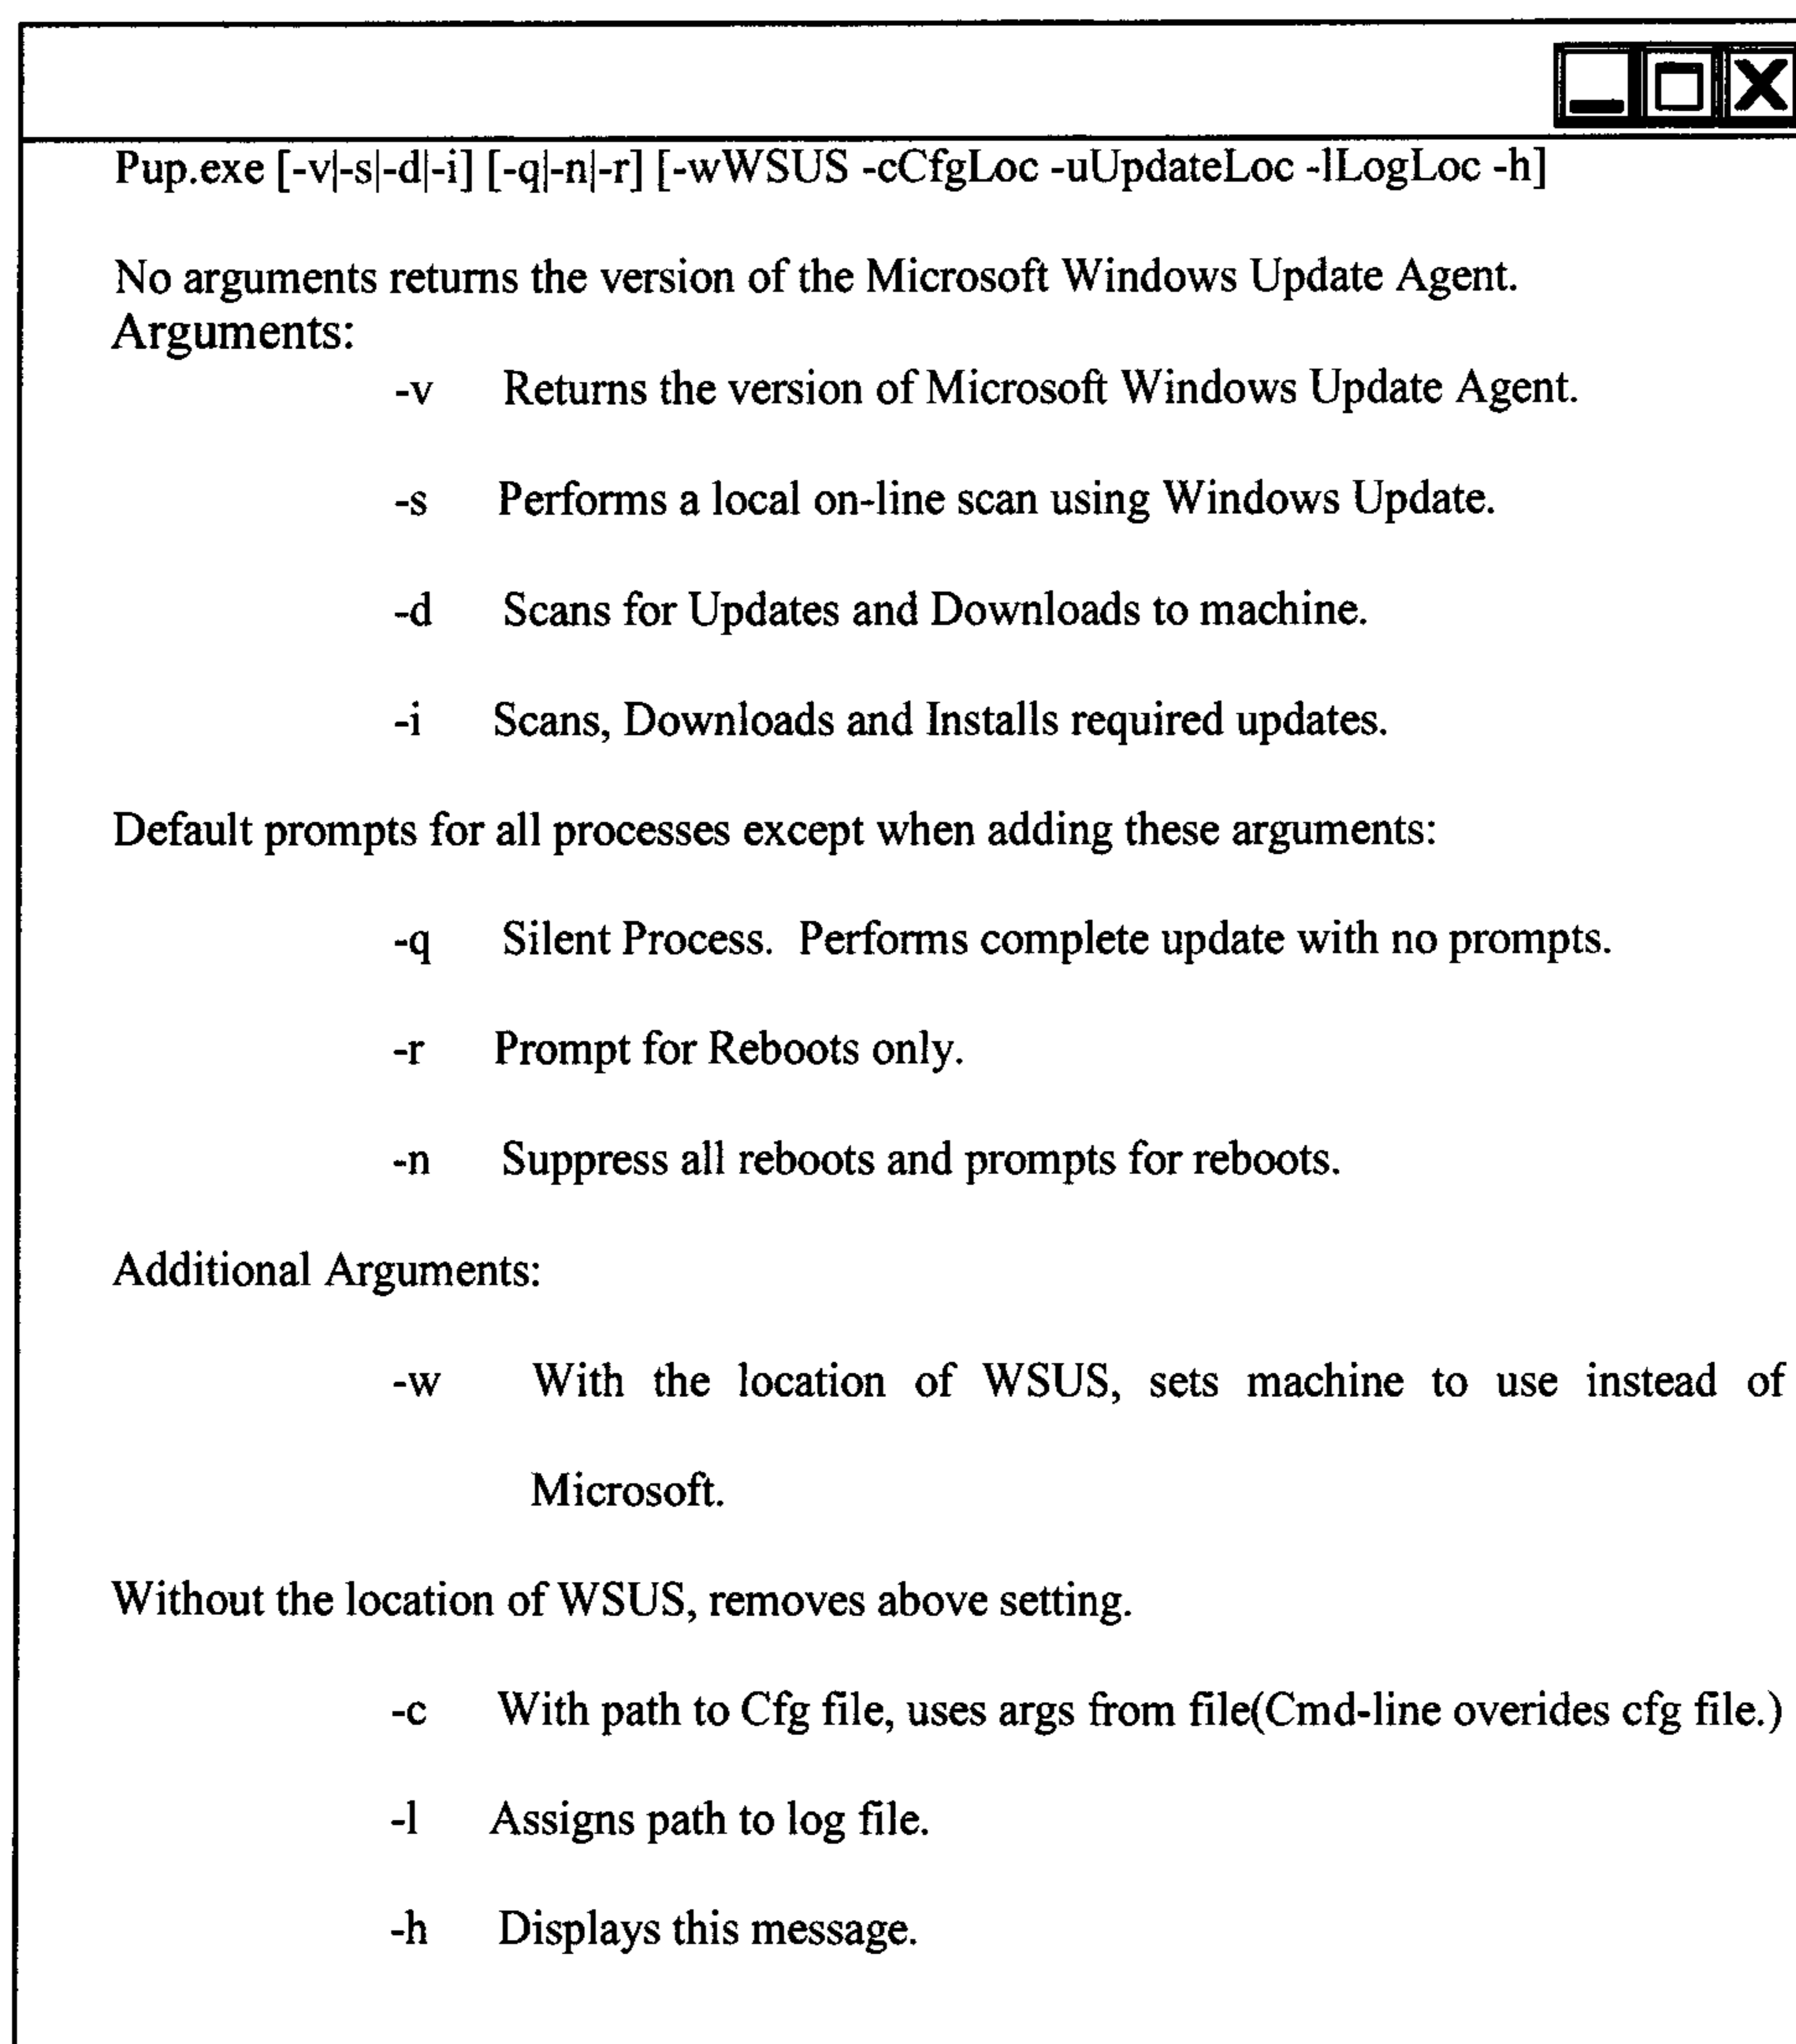 Pup.exe [-v|-s|-d|-i] [-q|-n|-r] [-wWSUS -cCfgLoc -uUpdateLoc -lLogLoc -h]
No arguments returns the version of the Microsoft Windows Update Agent.
Arguments:
-v Returns the version of Microsoft Windows Update Agent.
-s Performs a local on-line scan using Windows Update.
-d Scans for Updates and Downloads to machine.
-i Scans, Downloads and Installs required updates.
Default prompts for all processes except when adding these arguments:
-q Silent Process. Performs complete update with no prompts.
-r Prompt for Reboots only.
-n Suppress all reboots and prompts for reboots.
Additional Arguments:
-w With the location of WSUS, sets machine to use instead of
Microsoft.
Without the location of WSUS, removes above setting.
-c With path to Cfg file, uses args from file(Cmd-line overides cfg file.)
-l Assigns path to log file.
-h Displays this message.